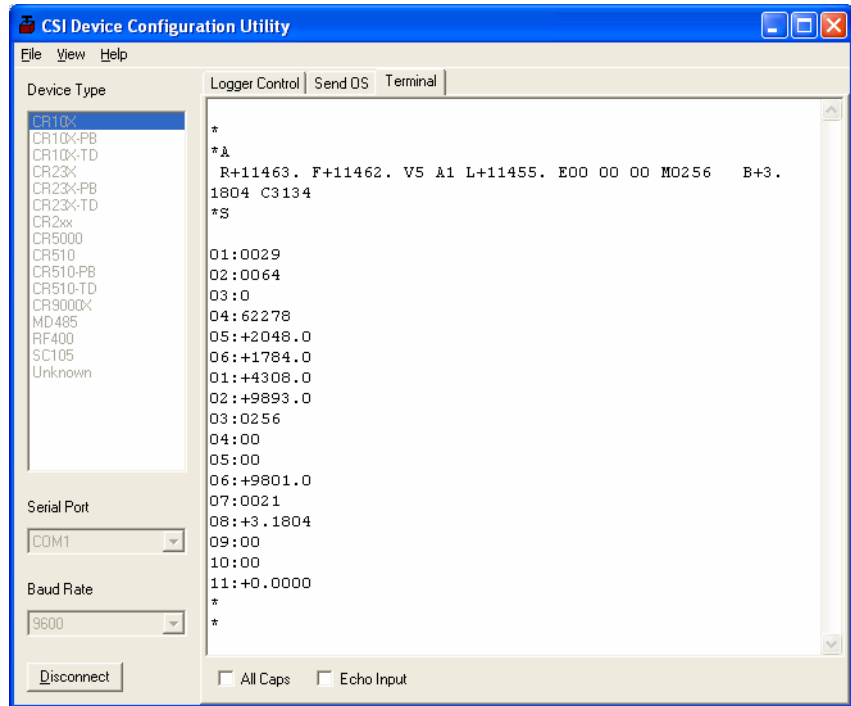 CSI Device Configuration Utility
File View Help
Device Type
CR10X
CR10X-PB
CR10X-TD
CR23X
CR23X-PB
CR23X-TD
CR2xx
CR5000
CR510
CR510-PB
CR510-TD
CR9000X
MD485
RF400
SC105
Unknown
Serial Port
COM1
Baud Rate
9600
Disconnect
Logger Control Send OS Terminal
*
*A
R+11463. F+11462. V5 A1 L+11455. E00 00 00 M0256 B+3.
1804 C3134
*S
01:0029
02:0064
03:0
04:62278
05:+2048.0
06:+1784.0
01:+4308.0
02:+9893.0
03:0256
04:00
05:00
06:+9801.0
07:0021
08:+3.1804
09:00
10:00
11:+0.0000
*
*
All Caps Echo Input